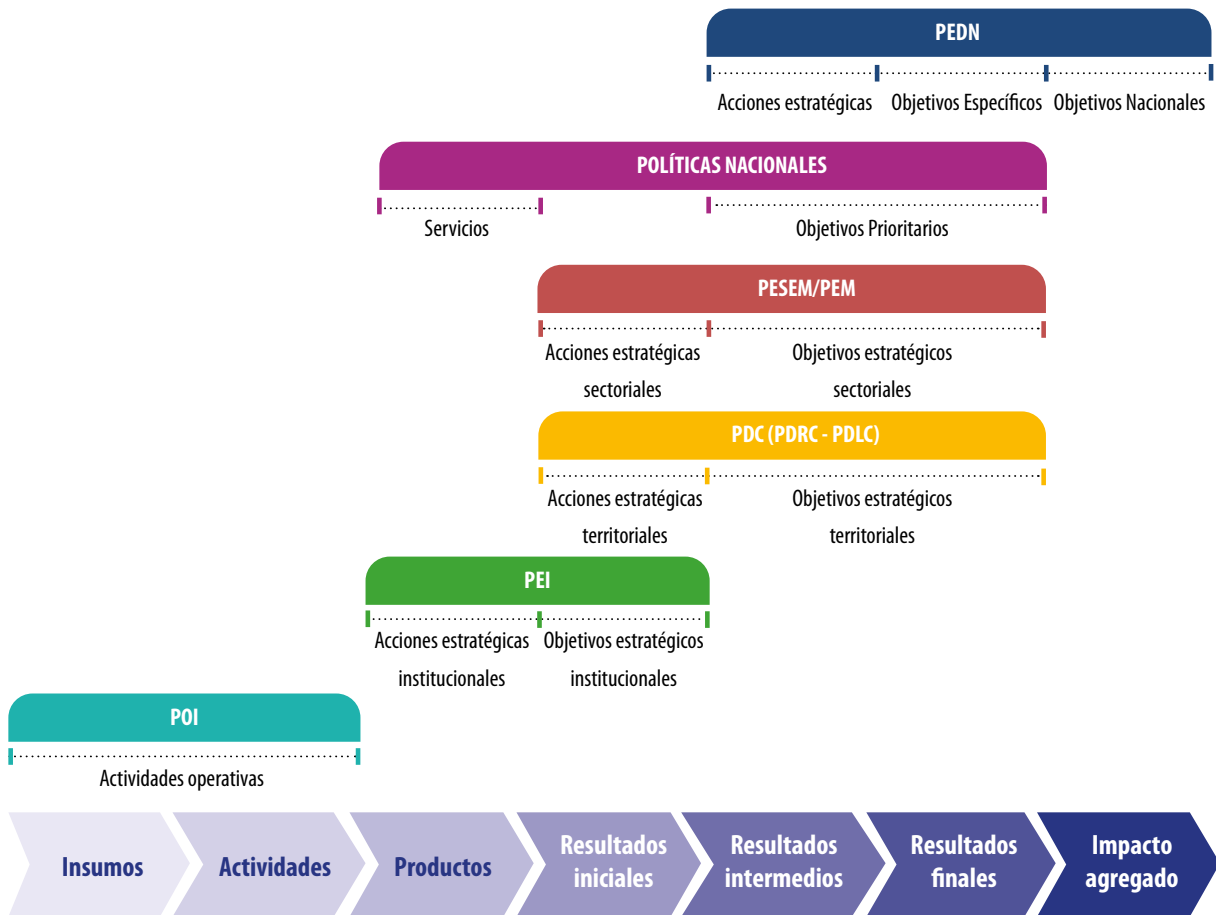 PEDN
Acciones estratégicas Objetivos Específicos Objetivos Nacionales
POLÍTICAS NACIONALES
Servicios Objetivos Prioritarios
PESEM/PEM
Acciones estratégicas Objetivos estratégicos
sectoriales sectoriales
PDC (PDRC - PDLC)
Acciones estratégicas Objetivos estratégicos
territoriales territoriales
PEI
Acciones estratégicas Objetivos estratégicos
institucionales institucionales
POI
Actividades operativas
Insumos Actividades Productos Resultados iniciales Resultados intermedios Resultados finales Impacto agregado